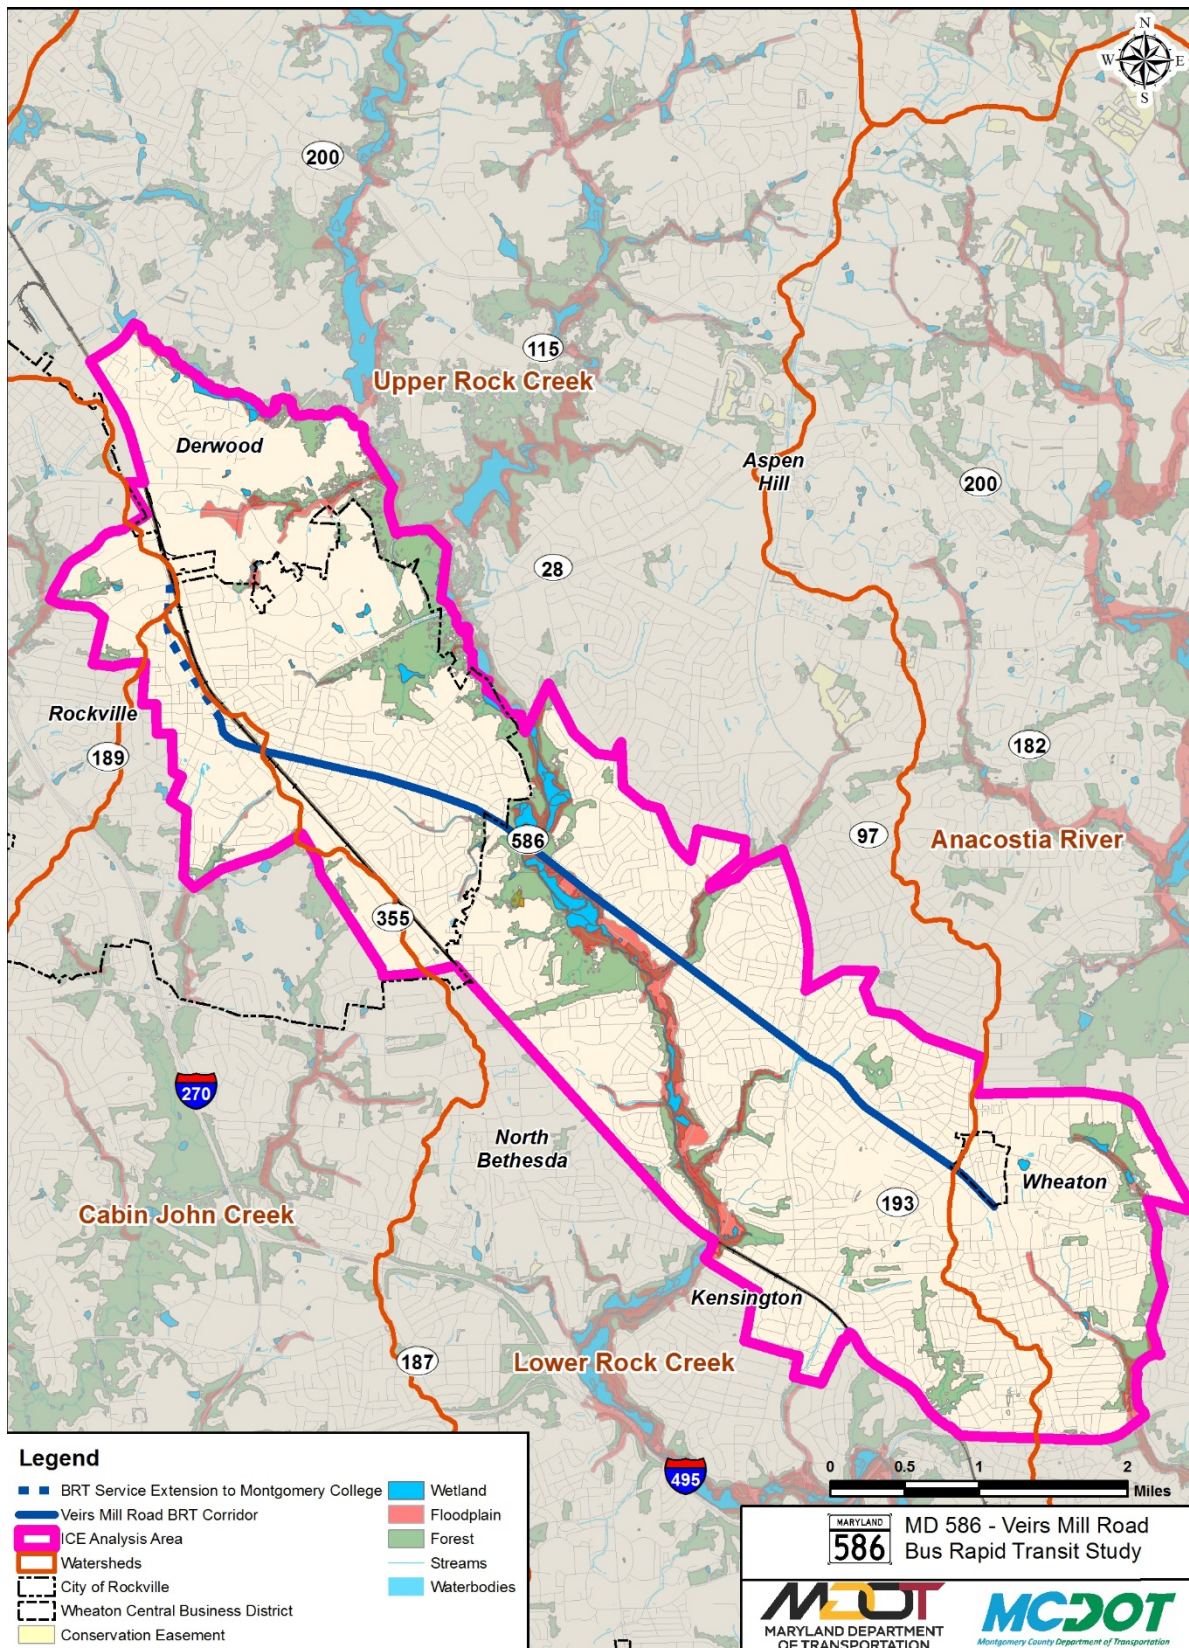 N
W E
S
200
115
Upper Rock Creek
Derwood
Aspen
Hill
200
28
Rockville
189
182
586
97
Anacostia River
355
270
North
Bethesda
Wheaton
193
Cabin John Creek
Kensington
187
Lower Rock Creek
495
Legend
BRT Service Extension to Montgomery College
Veirs Mill Road BRT Corridor
ICE Analysis Area
Watersheds
City of Rockville
Wheaton Central Business District
Conservation Easement
Wetland
Floodplain
Forest
Streams
Waterbodies
0 0.5 1 2
Miles
MARYLAND
586
MD 586 - Veirs Mill Road
Bus Rapid Transit Study
MDOT
MARYLAND DEPARTMENT
OF TRANSPORTATION
MCDOT
Montgomery County Department of Transportation